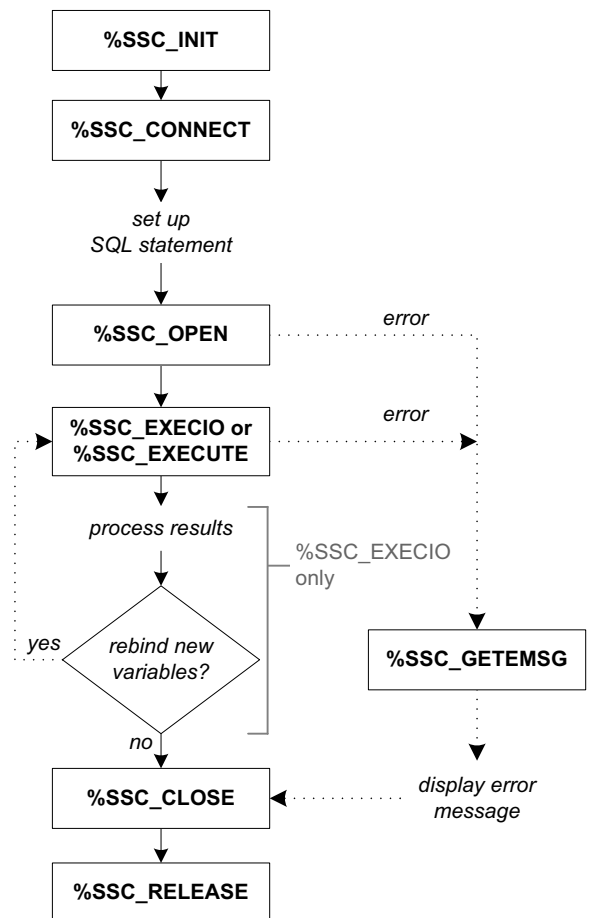 %SSC_INIT
%SSC_CONNECT
set up
SQL statement
%SSC_OPEN
error
%SSC_EXECIO or
%SSC_EXECUTE
error
process results
%SSC_EXECIO
only
yes
rebind new
variables?
%SSC_GETEMSG
no
%SSC_CLOSE
display error
message
%SSC_RELEASE